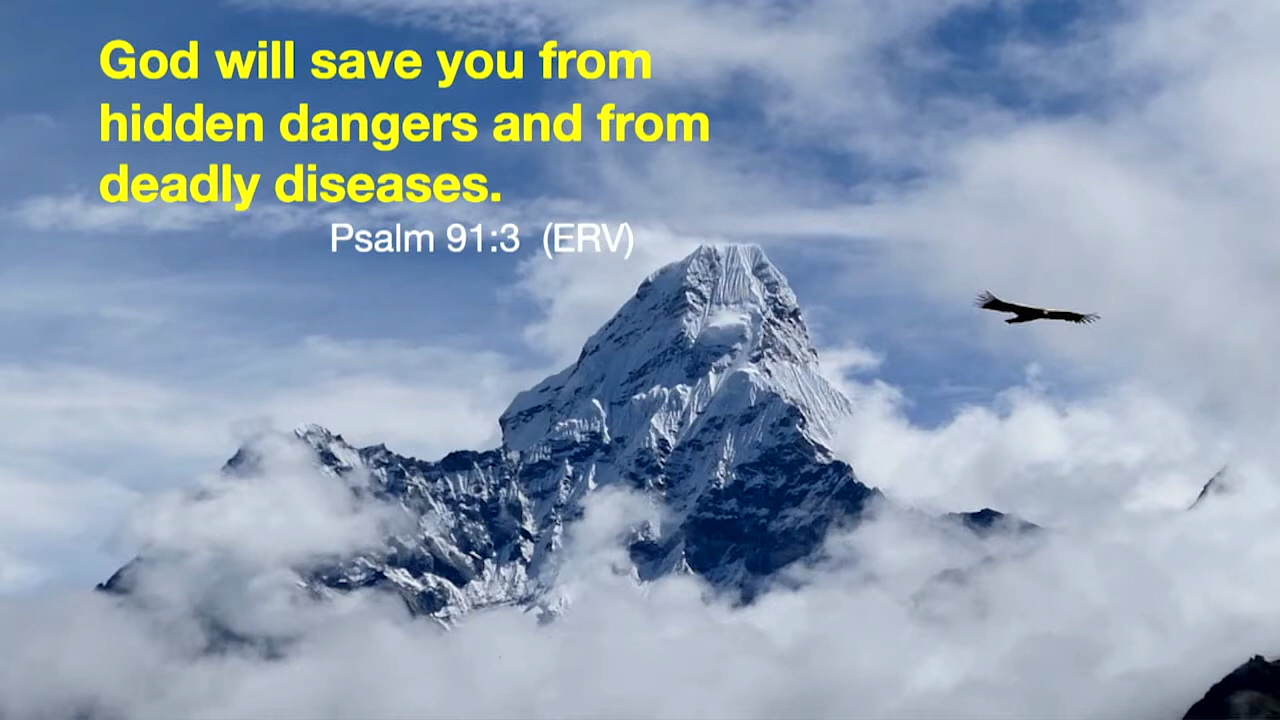 God will save you from
hidden dangers and from
deadly diseases.
Psalm 91:3  (ERV)